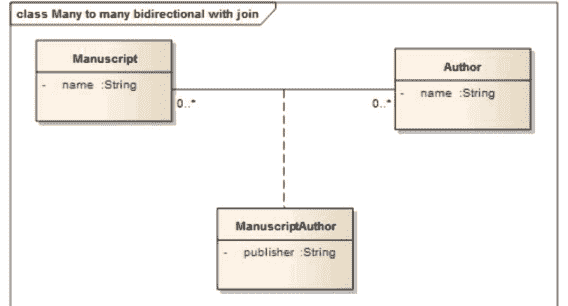 class Many to many bidirectional with join
Manuscript
- name :String
0..*
Author
- name :String
0..*
ManuscriptAuthor
- publisher :String